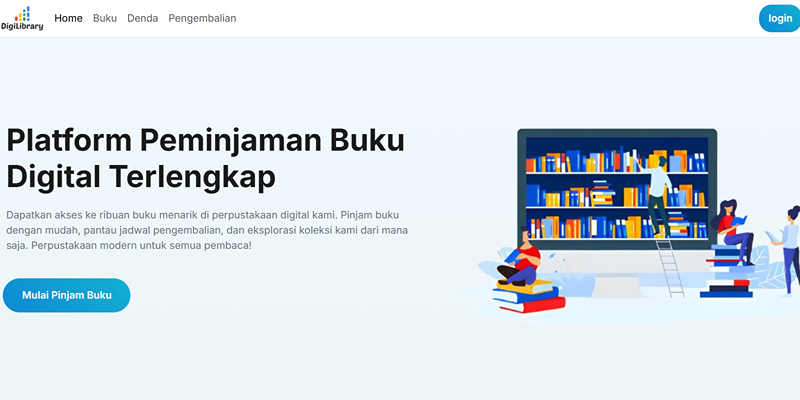 DigiLibrary
Home Buku Denda Pengembalian
login
Platform Peminjaman Buku
Digital Terlengkap
Dapatkan akses ke ribuan buku menarik di perpustakaan digital kami. Pinjam buku
dengan mudah, pantau jadwal pengembalian, dan eksplorasi koleksi kami dari mana
saja. Perpustakaan modern untuk semua pembaca!
Mulai Pinjam Buku